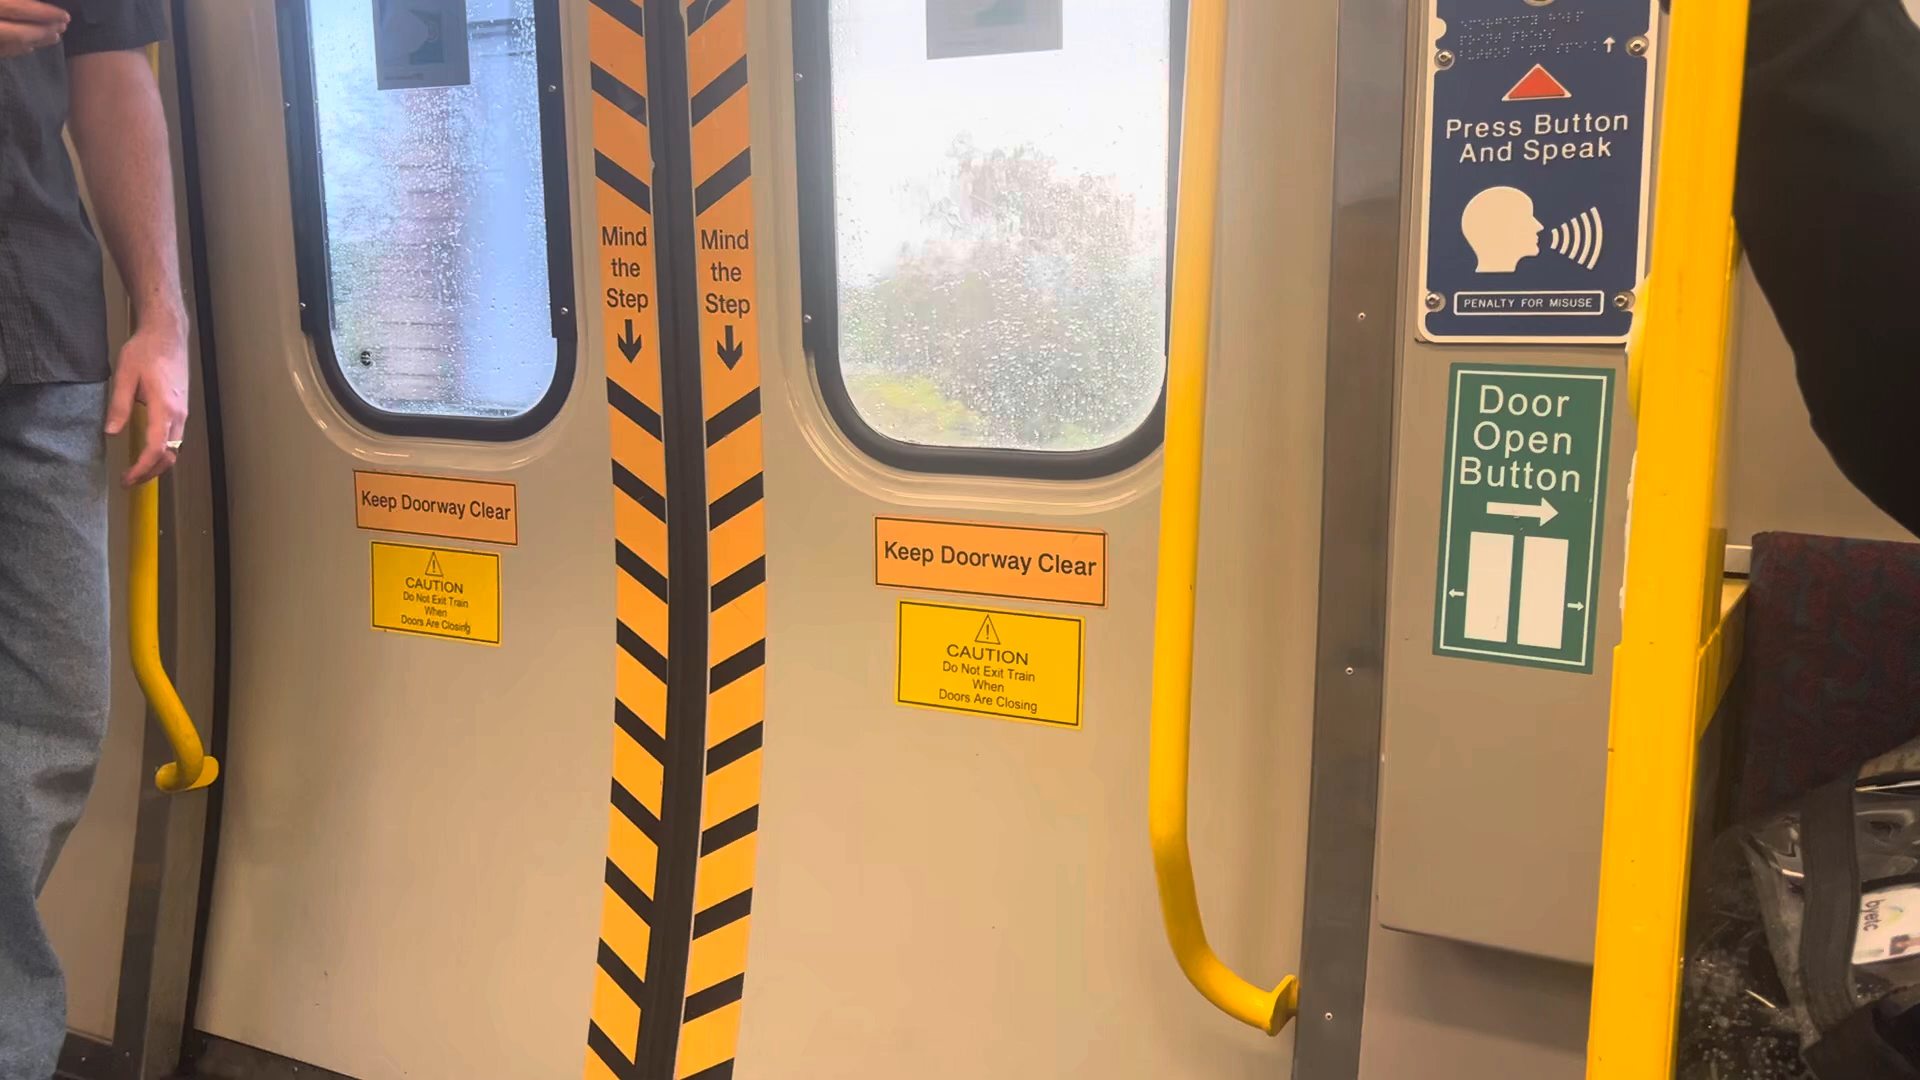 Mind
the
Step
Mind
the
Step
Keep Doorway Clear
CAUTION
Do Not Exit Train
When
Doors Are Closing
Keep Doorway Clear
CAUTION
Do Not Exit Train
When
Doors Are Closing
Press Button
And Speak
PENALTY FOR MISUSE
Door
Open
Button
byetc